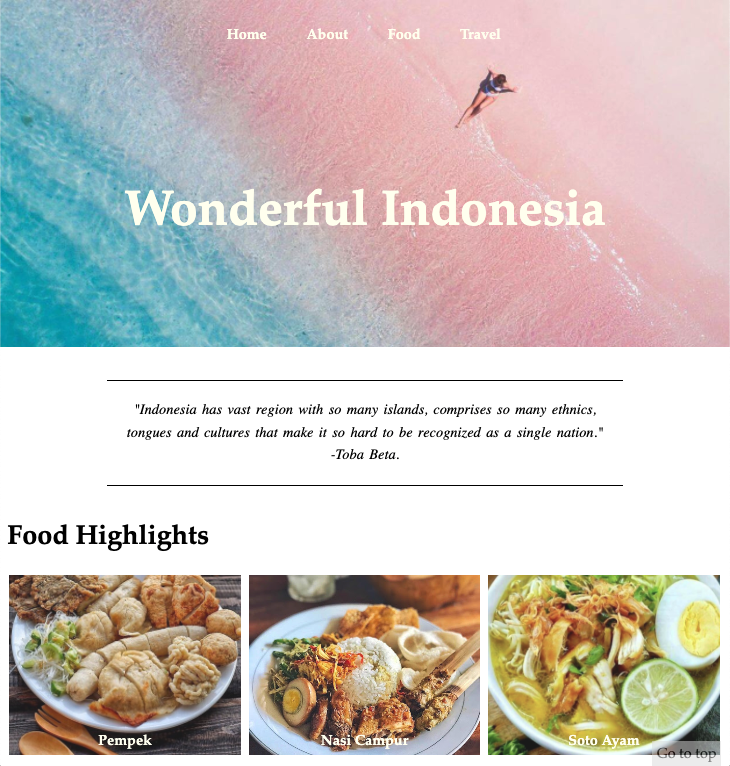 Home About Food Travel
Wonderful Indonesia
"Indonesia has vast region with so many islands, comprises so many ethnics,
tongues and cultures that make it so hard to be recognized as a single nation."
-Toba Beta.
Food Highlights
Pempek Nasi Campur Soto Ayam
Go to top